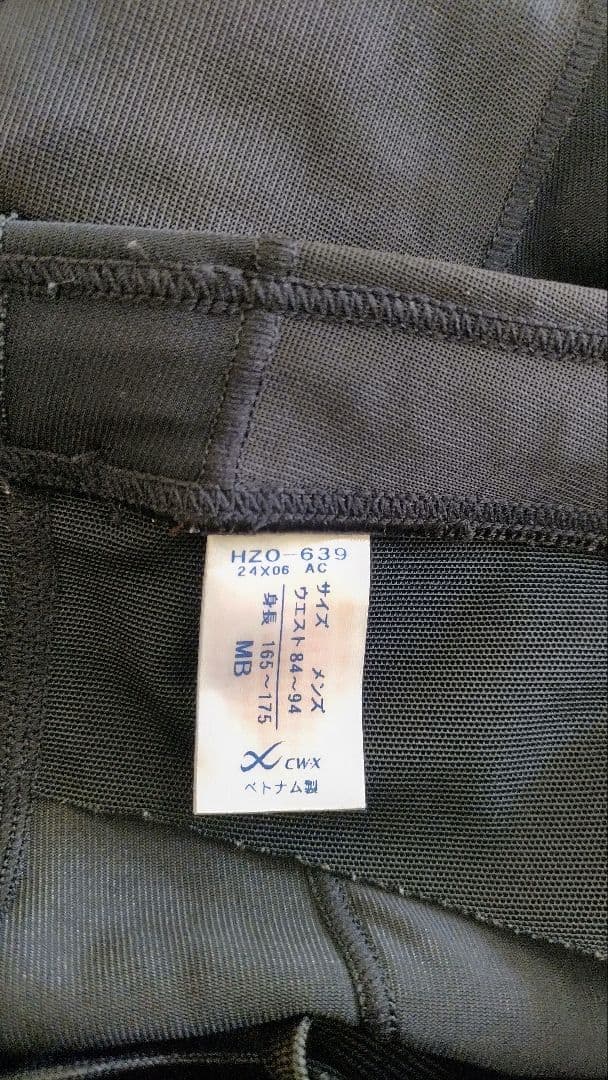 HZO-639
24X06 AC
サイズ メンズ
ウエスト84~94
身長 165~175
MB
CW-X
ベトナム製